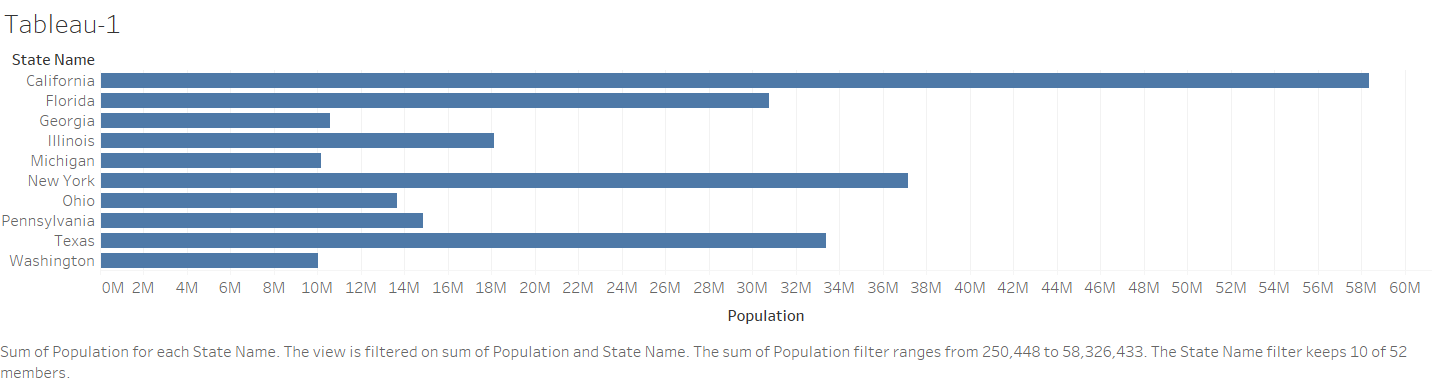 Tableau-1
State Name
California
Florida
Georgia
Illinois
Michigan
New York
Ohio
Pennsylvania
Texas
Washington
0M 2M 4M 6M 8M 10M 12M 14M 16M 18M 20M 22M 24M 26M 28M 30M 32M 34M 36M 38M 40M 42M 44M 46M 48M 50M 52M 54M 56M 58M 60M
Population
Sum of Population for each State Name. The view is filtered on sum of Population and State Name. The sum of Population filter ranges from 250,448 to 58,326,433. The State Name filter keeps 10 of 52
members.